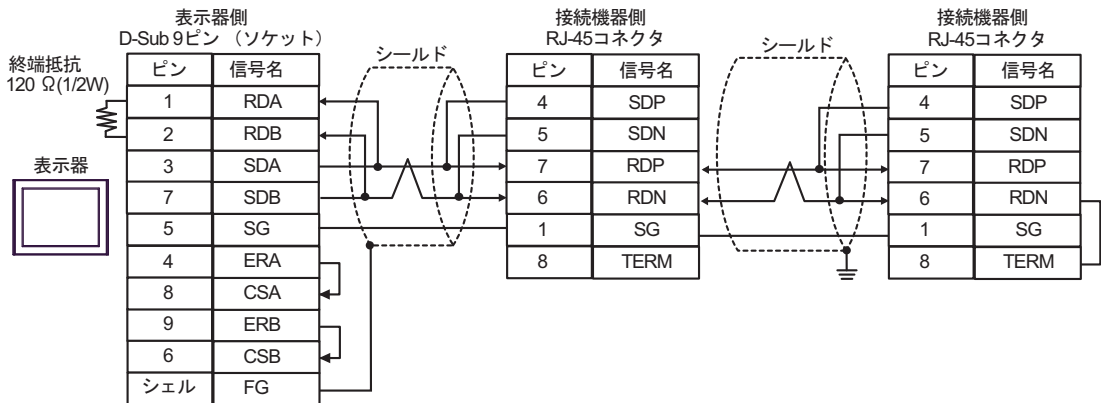 表示器側
D-Sub 9ピン （ソケット）
接続機器側
RJ-45コネクタ
接続機器側
RJ-45コネクタ
シールド
シールド
終端抵抗
120 Ω(1/2W)
表示器
ピン 信号名
1 RDA
2 RDB
3 SDA
7 SDB
5 SG
4 ERA
8 CSA
9 ERB
6 CSB
シェル FG
ピン 信号名
4 SDP
5 SDN
7 RDP
6 RDN
1 SG
8 TERM
ピン 信号名
4 SDP
5 SDN
7 RDP
6 RDN
1 SG
8 TERM